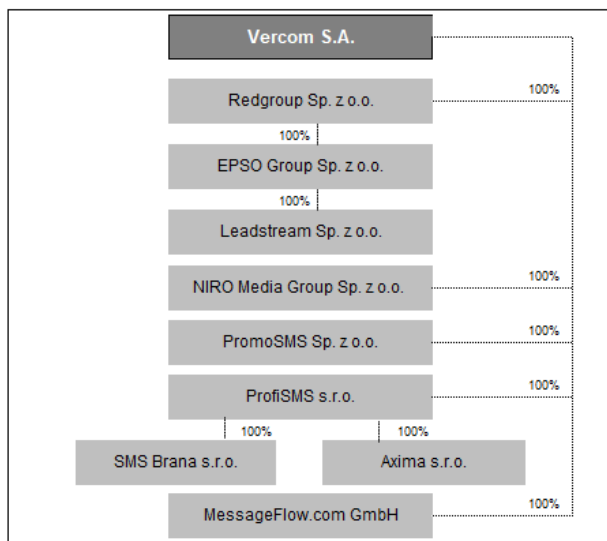 Vercom S.A.
Redgroup Sp. z o.o.
100%
100%
EPSO Group Sp. z o.o.
100%
Leadstream Sp. z o.o.
NIRO Media Group Sp. z o.o.
100%
PromoSMS Sp. z o.o.
100%
ProfiSMS s.r.o.
100%
100%
100%
SMS Brana s.r.o.
Axima s.r.o.
MessageFlow.com GmbH
100%